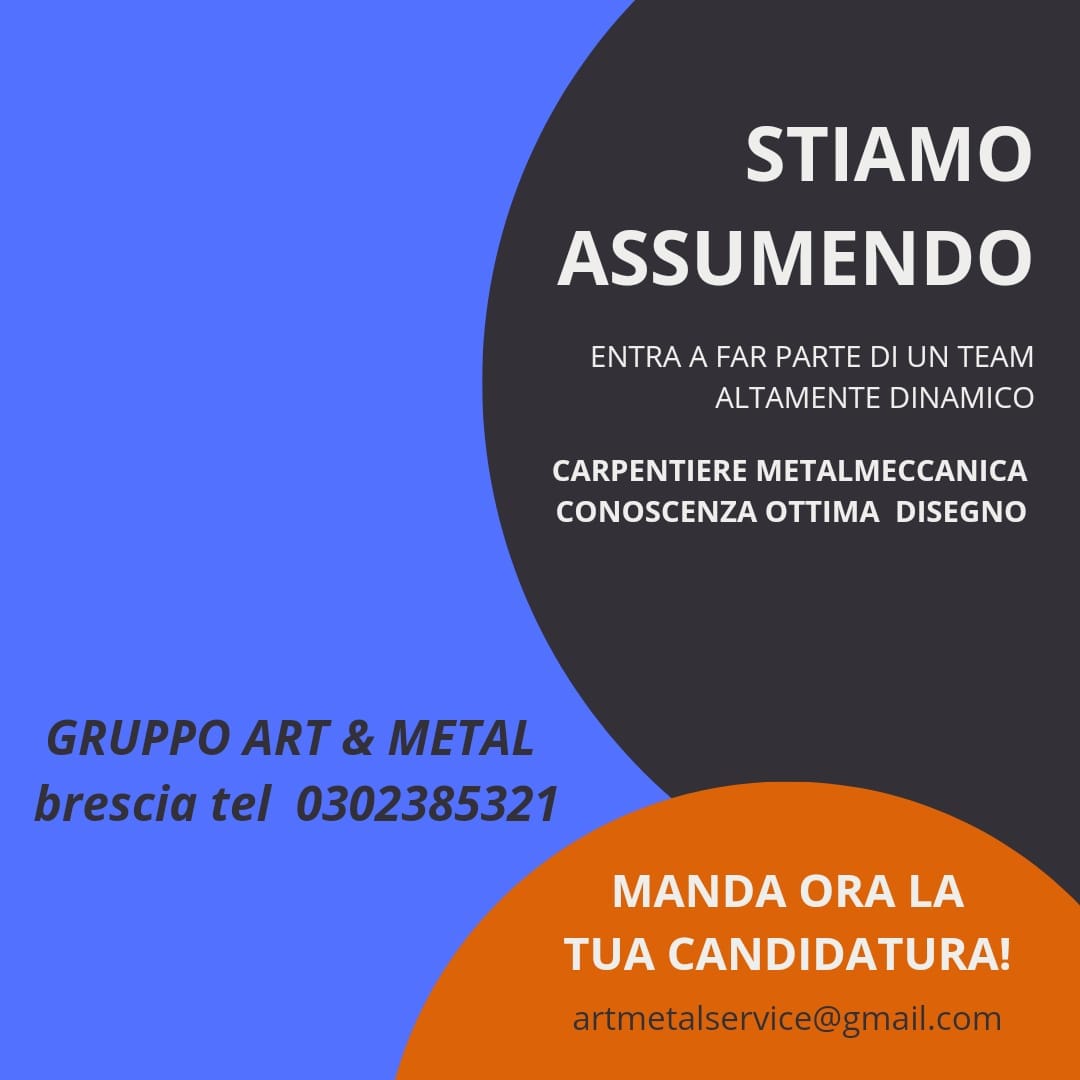 STIAMO
ASSUMENDO
ENTRA A FAR PARTE DI UN TEAM
ALTAMENTE DINAMICO
CARPENTIERE METALMECCANICA
CONOSCENZA OTTIMA  DISEGNO
GRUPPO ART & METAL
brescia tel  0302385321
MANDA ORA LA
TUA CANDIDATURA!
artmetalservice@gmail.com